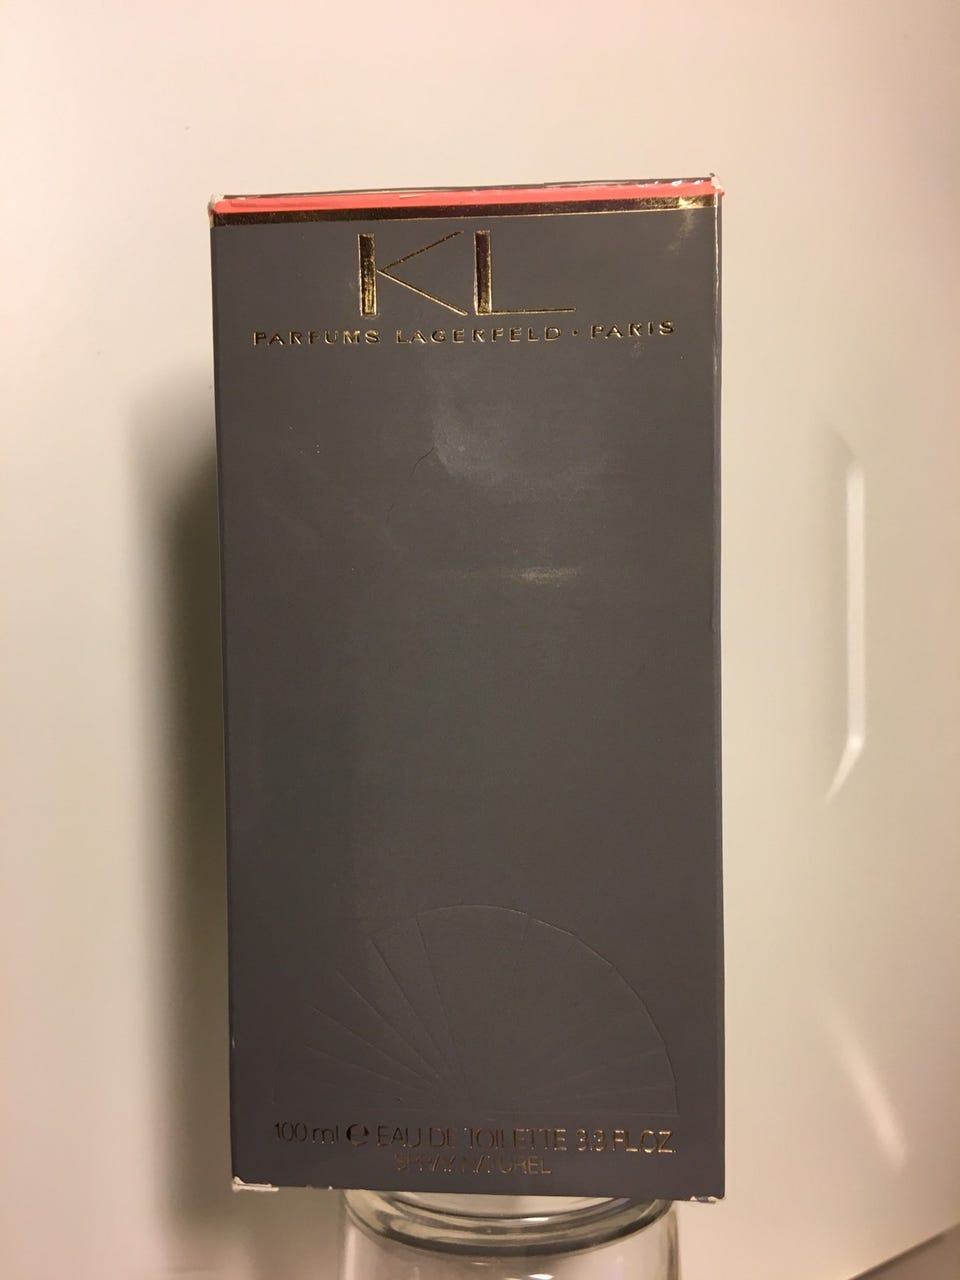 KL
PARFUMS LAGERFELD · PARIS
100 ml e EAU DE TOILETTE 3.3 FL.OZ.
SPRAY NATUREL